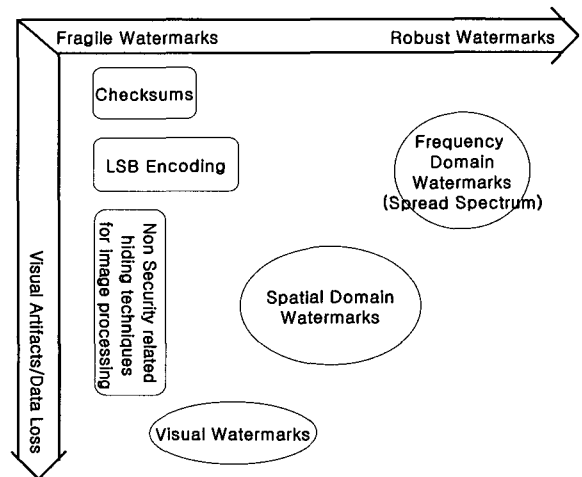 Fragile Watermarks
Robust Watermarks
Checksums
LSB Encoding
Frequency
Domain
Watermarks
(Spread Spectrum)
Non Security related
hiding techniques
for image processing
Spatial Domain
Watermarks
Visual Watermarks
Visual Artifacts/Data Loss